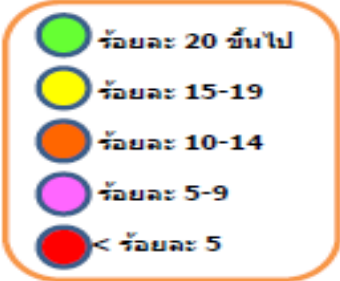 ร้อยละ 20 ขึ้นไป
ร้อยละ 15-19
ร้อยละ 10-14
ร้อยละ 5-9
< ร้อยละ 5